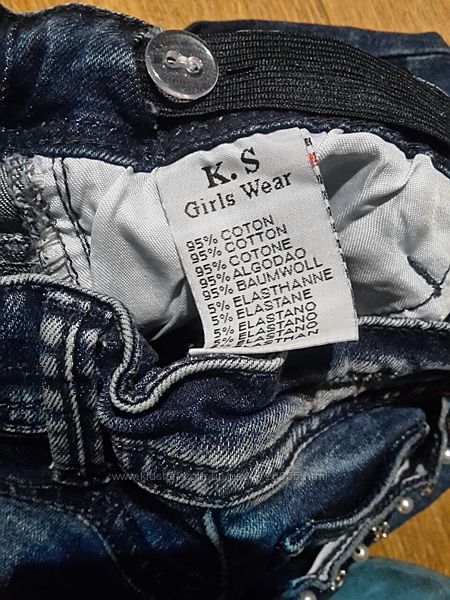 K.S
Girls Wear
95% COTON
95% COTTON
95% COTONE
95% ALGODAO
95% BAUMWOLL
5% ELASTHANNE
5% ELASTANE
5% ELASTANO
5% ELASTANO